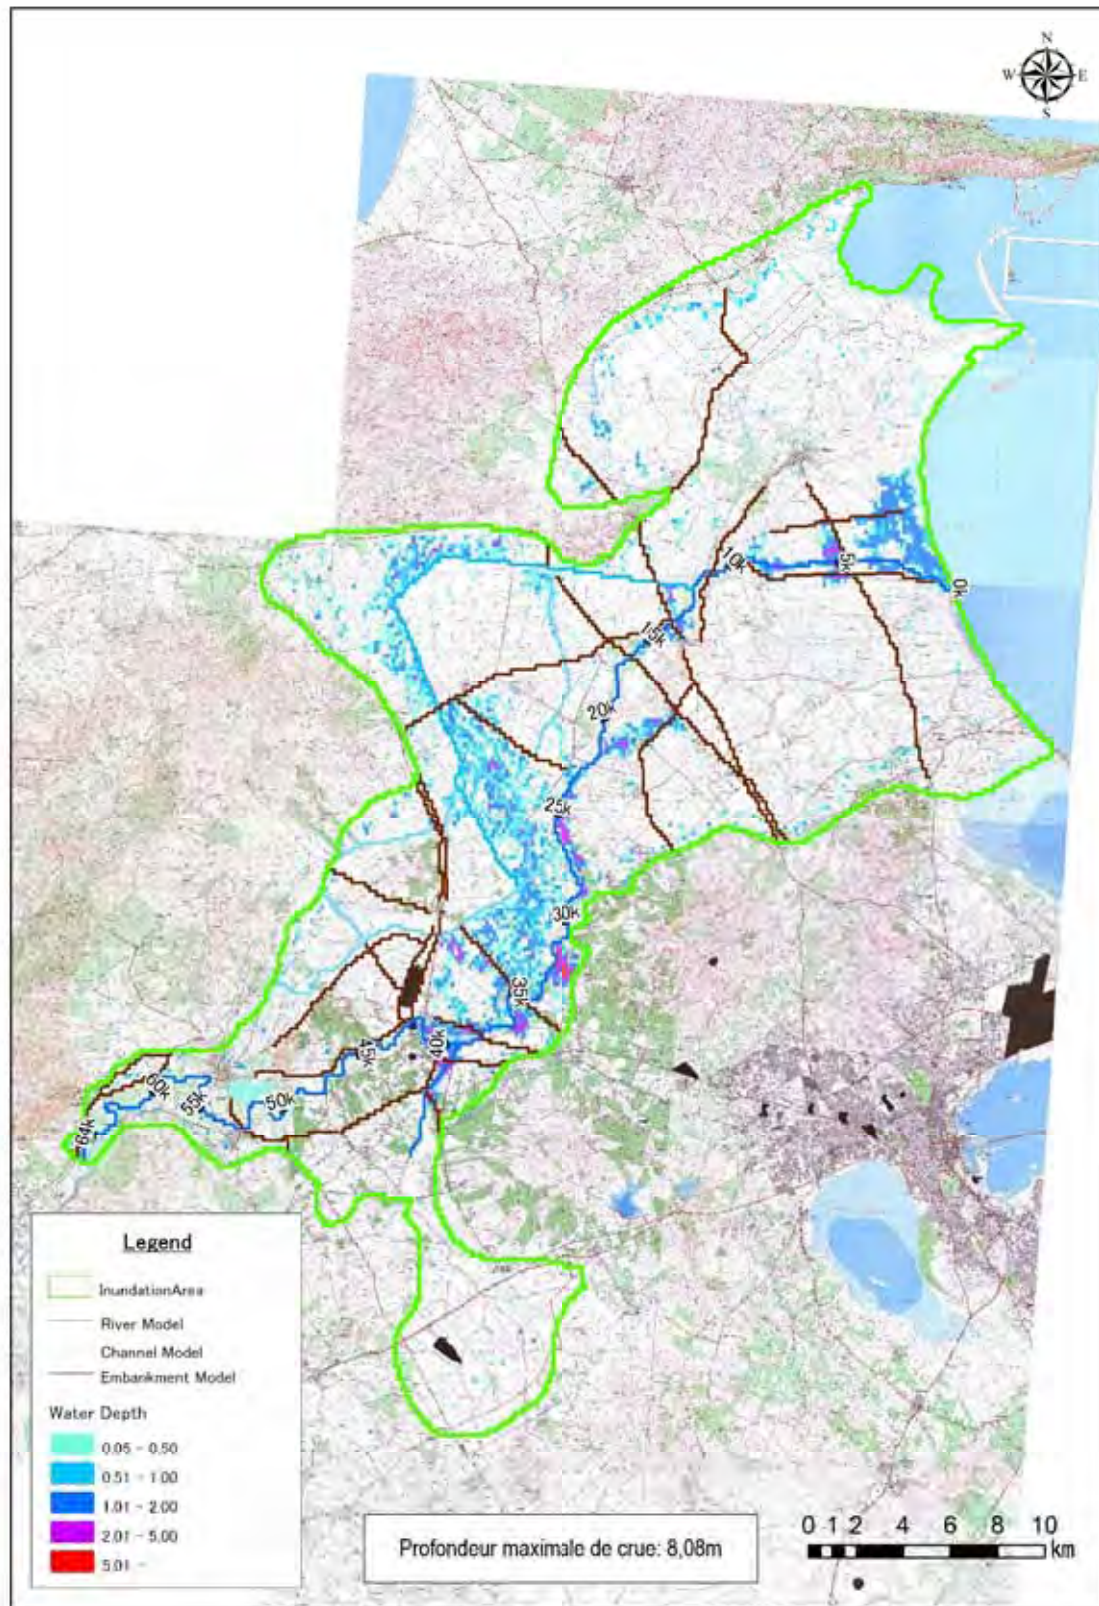 N
W E
S
10k
5k
0k
15k
20k
25k
30k
35k
40k
45k
60k
55k
50k
64k
Legend
InundationArea
River Model
Channel Model
Embankment Model
Water Depth
0.05 - 0.50
0.51 - 1.00
1.01 - 2.00
2.01 - 5.00
5.01 -
Profondeur maximale de crue: 8,08m
0 1 2 4 6 8 10
km